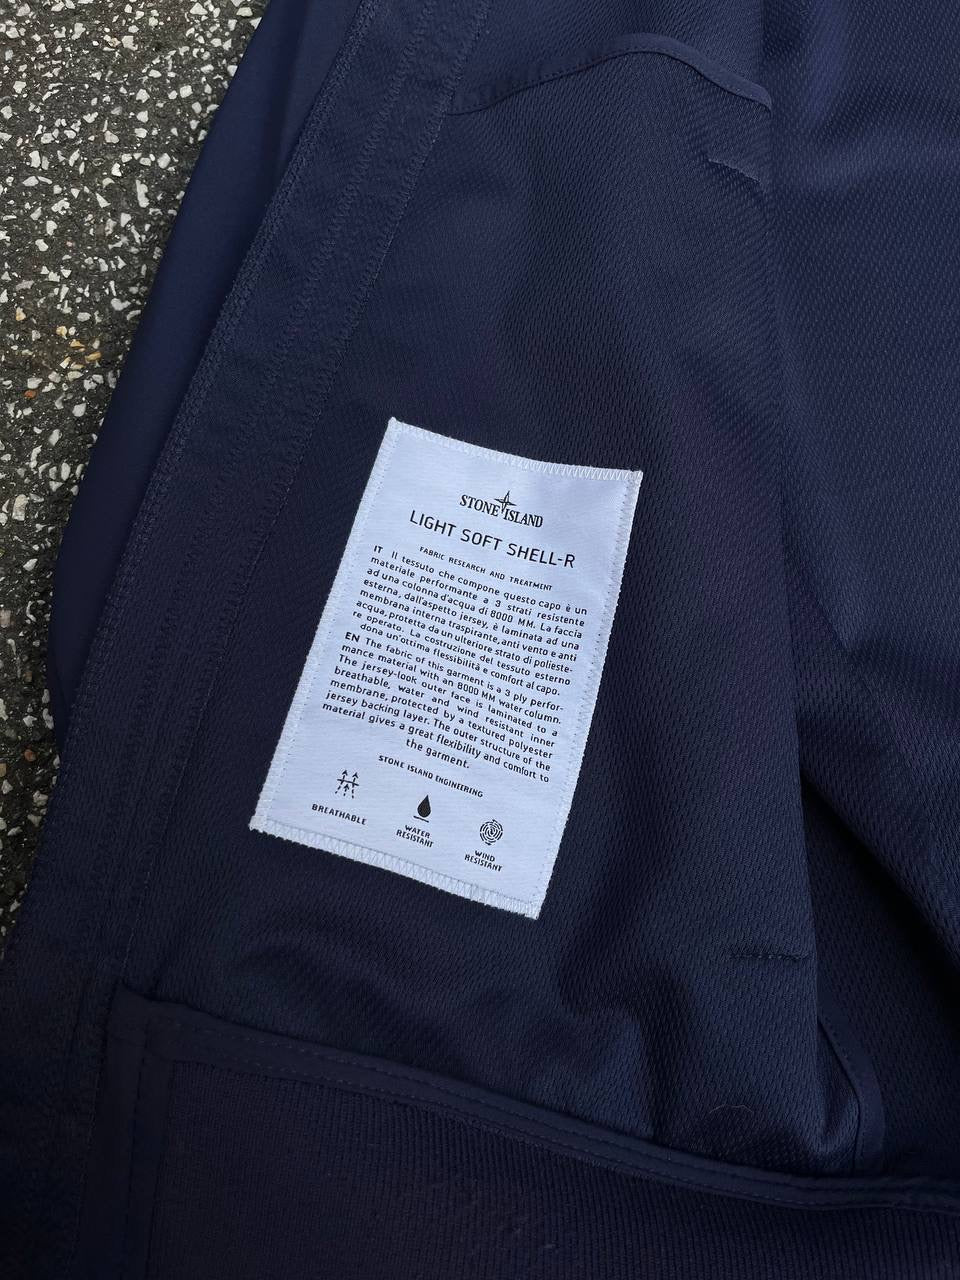 STONE ISLAND
LIGHT SOFT SHELL-R
FABRIC RESEARCH AND TREATMENT
IT Il tessuto che compone questo capo è un
materiale performante a 3 strati resistente
ad una colonna d'acqua di 8000 MM. La faccia
esterna, dall'aspetto jersey, è laminata ad una
membrana interna traspirante, anti vento e anti
acqua, protetta da un ulteriore strato di polieste-
re operato. La costruzione del tessuto esterno
dona un'ottima flessibilità e comfort al capo.
EN The fabric of this garment is a 3 ply perfor-
mance material with an 8000 MM water column.
The jersey-look outer face is laminated to a
breathable, water and wind resistant inner
membrane, protected by a textured polyester
jersey backing layer. The outer structure of the
material gives a great flexibility and comfort to
the garment.
STONE ISLAND ENGINEERING
BREATHABLE
WATER
RESISTANT
WIND
RESISTANT